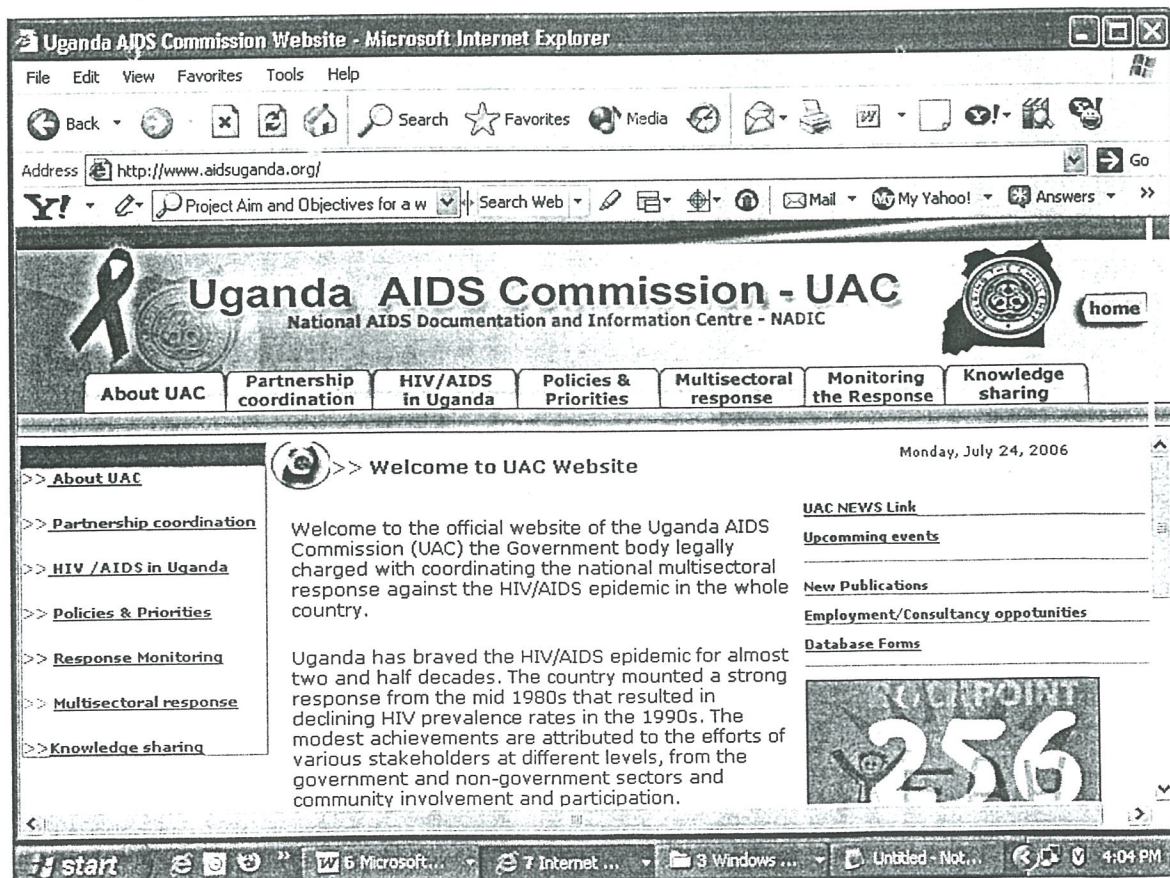 Uganda AIDS Commission Website - Microsoft Internet Explorer
File Edit View Favorites Tools Help
Back Search Favorites Media
Address http://www.aidsuganda.org/ Go
Y! Project Aim and Objectives for a w Search Web Mail My Yahoo! Answers >>
Uganda AIDS Commission - UAC
National AIDS Documentation and Information Centre - NADIC
home
About UAC
Partnership coordination
HIV/AIDS in Uganda
Policies & Priorities
Multisectoral response
Monitoring the Response
Knowledge sharing
>> About UAC
>> Partnership coordination
>> HIV /AIDS in Uganda
>> Policies & Priorities
>> Response Monitoring
>> Multisectoral response
>>Knowledge sharing
>> Welcome to UAC Website
Welcome to the official website of the Uganda AIDS
Commission (UAC) the Government body legally
charged with coordinating the national multisectoral
response against the HIV/AIDS epidemic in the whole
country.
Uganda has braved the HIV/AIDS epidemic for almost
two and half decades. The country mounted a strong
response from the mid 1980s that resulted in
declining HIV prevalence rates in the 1990s. The
modest achievements are attributed to the efforts of
various stakeholders at different levels, from the
government and non-government sectors and
community involvement and participation.
Monday, July 24, 2006
UAC NEWS Link
Upcomming events
New Publications
Employment/Consultancy oppotunities
Database Forms
256
start 6 Microsoft... 7 Internet ... 3 Windows ... Untitled - Not... 4:04 PM